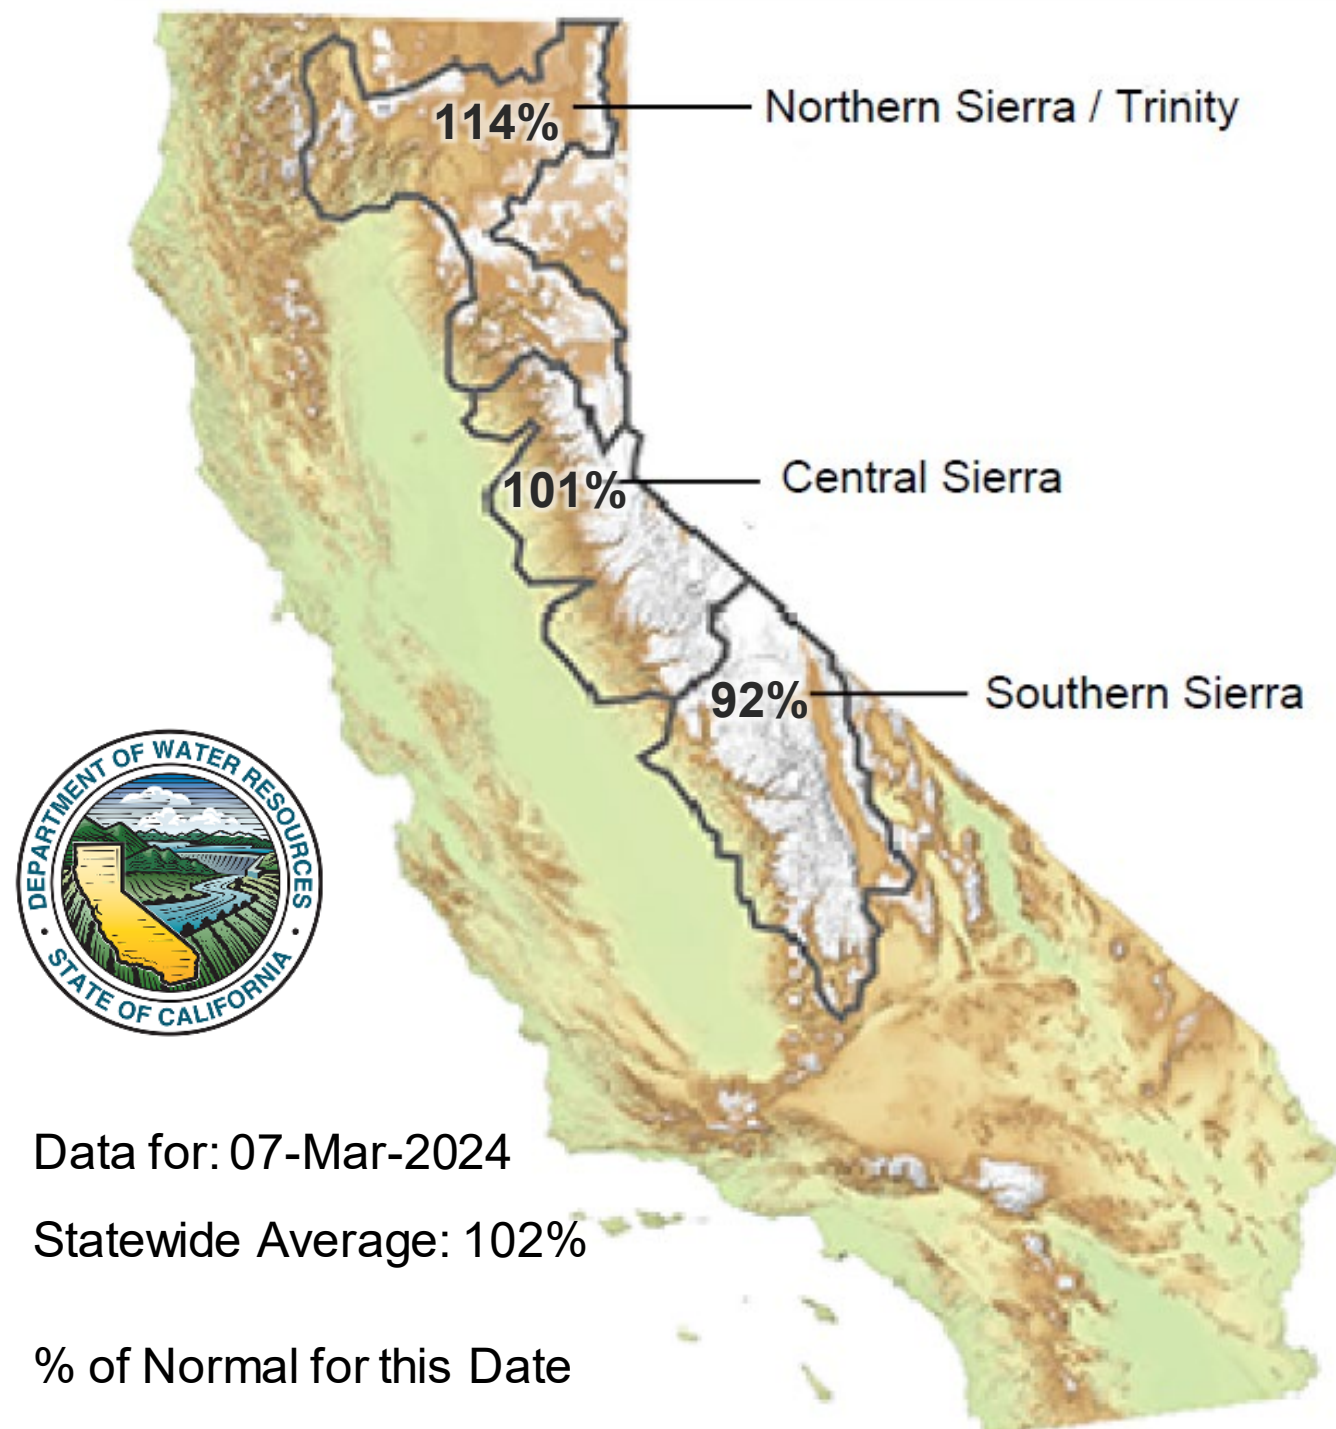 114%
Northern Sierra / Trinity
101%
Central Sierra
92%
Southern Sierra
DEPARTMENT OF WATER RESOURCES
STATE OF CALIFORNIA
Data for: 07-Mar-2024
Statewide Average: 102%
% of Normal for this Date